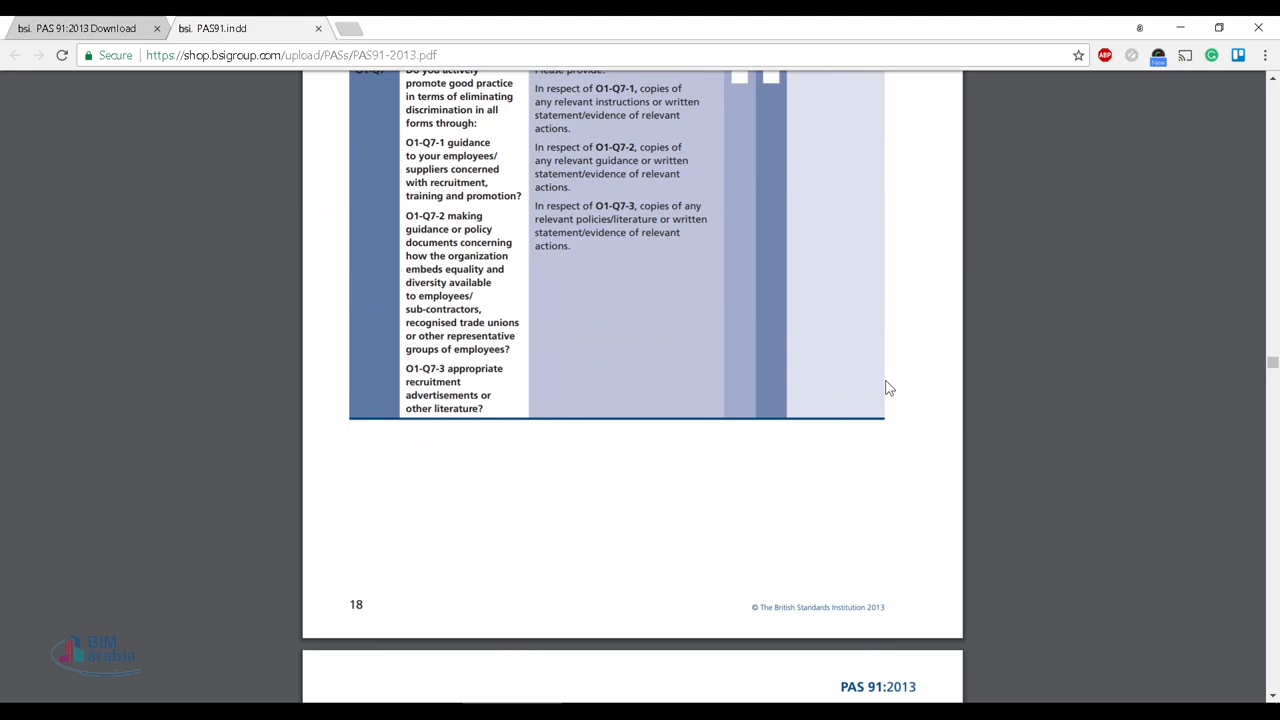 bsi. PAS 91:2013 Download
bsi. PAS91.indd
Secure
https://shop.bsigroup.com/upload/PASs/PAS91-2013.pdf
ABP
New
O1-Q7
Do you actively
promote good practice
in terms of eliminating
discrimination in all
forms through:
O1-Q7-1 guidance
to your employees/
suppliers concerned
with recruitment,
training and promotion?
O1-Q7-2 making
guidance or policy
documents concerning
how the organization
embeds equality and
diversity available
to employees/
sub-contractors,
recognised trade unions
or other representative
groups of employees?
O1-Q7-3 appropriate
recruitment
advertisements or
other literature?
Please provide:
In respect of O1-Q7-1, copies of
any relevant instructions or written
statement/evidence of relevant
actions.
In respect of O1-Q7-2, copies of
any relevant guidance or written
statement/evidence of relevant
actions.
In respect of O1-Q7-3, copies of any
relevant policies/literature or written
statement/evidence of relevant
actions.
18
© The British Standards Institution 2013
BIM
arabia
PAS 91:2013